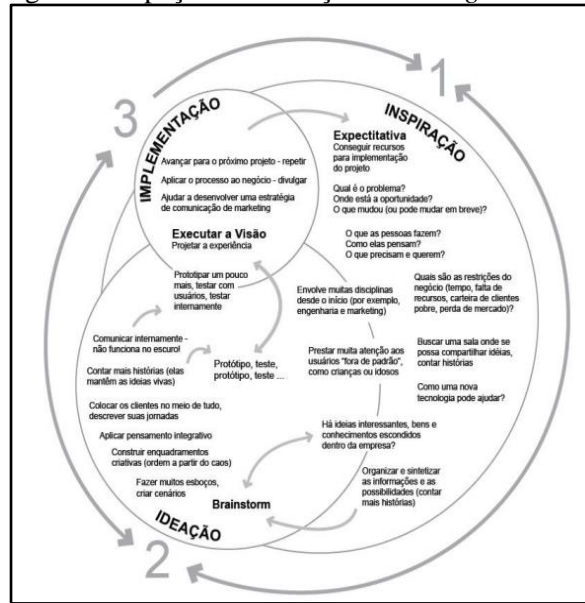 1
INSPIRAÇÃO
Expectitativa
Conseguir recursos
para implementação
do projeto
Qual é o problema?
Onde está a oportunidade?
O que mudou (ou pode mudar em breve)?
O que as pessoas fazem?
Como elas pensam?
O que precisam e querem?
Quais são as restrições do
negócio (tempo, falta de
recursos, carteira de clientes
pobre, perda de mercado)?
Envolve muitas disciplinas
desde o início (por exemplo,
engenharia e marketing)
Buscar uma sala onde se
possa compartilhar idéias,
contar histórias
Prestar muita atenção aos
usuários "fora de padrão",
como crianças ou idosos
Como uma nova
tecnologia pode ajudar?
Há ideias interessantes, bens e
conhecimentos escondidos
dentro da empresa?
Organizar e sintetizar
as informações e as
possibilidades (contar
mais histórias)
2
IDEAÇÃO
Brainstorm
Fazer muitos esboços,
criar cenários
Construir enquadramentos
criativas (ordem a partir do caos)
Aplicar pensamento integrativo
Colocar os clientes no meio de tudo,
descrever suas jornadas
Contar mais histórias (elas
mantêm as ideias vivas)
Protótipo, teste,
protótipo, teste ...
Comunicar internamente -
não funciona no escuro!
Prototipar um pouco
mais, testar com
usuários, testar
internamente
3
IMPLEMENTAÇÃO
Executar a Visão
Projetar a experiência
Ajudar a desenvolver uma estratégia
de comunicação de marketing
Aplicar o processo ao negócio - divulgar
Avançar para o próximo projeto - repetir